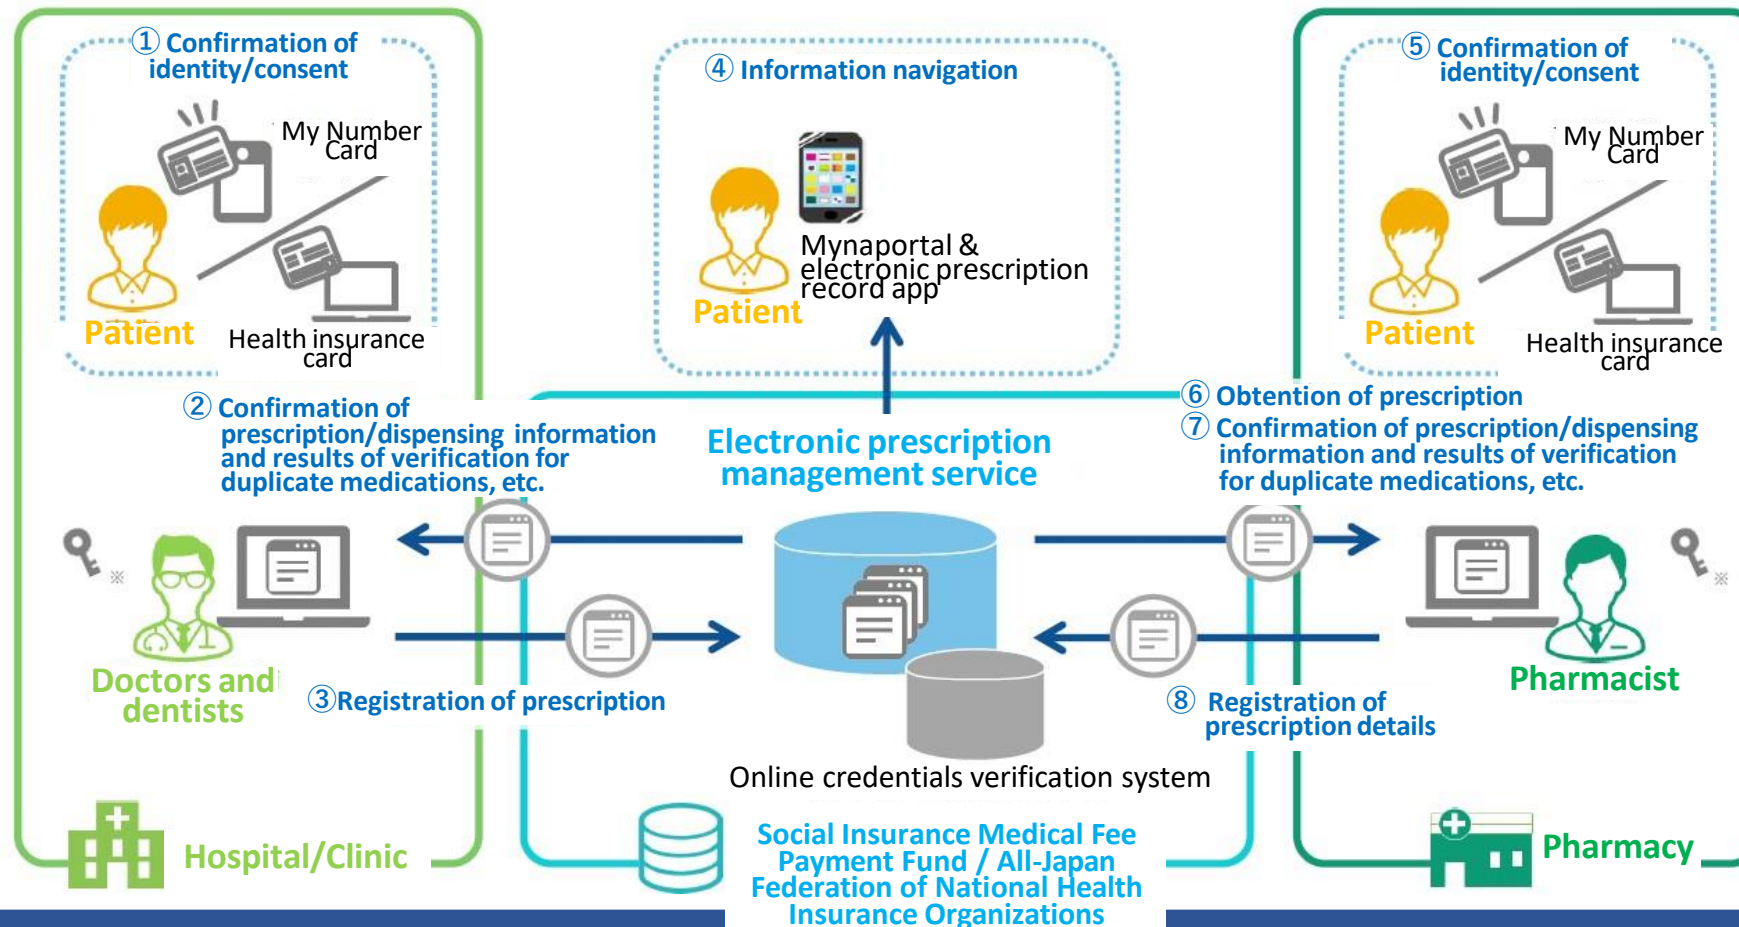 ① Confirmation of
identity/consent
My Number
Card
Patient
Health insurance
card
② Confirmation of
prescription/dispensing information
and results of verification for
duplicate medications, etc.
※
Doctors and
dentists
③Registration of prescription
Hospital/Clinic
④ Information navigation
Mynaportal &
electronic prescription
record app
Patient
Electronic prescription
management service
Online credentials verification system
Social Insurance Medical Fee
Payment Fund / All-Japan
Federation of National Health
Insurance Organizations
⑤ Confirmation of
identity/consent
My Number
Card
Patient
Health insurance
card
⑥ Obtention of prescription
⑦ Confirmation of prescription/dispensing
information and results of verification
for duplicate medications, etc.
※
Pharmacist
⑧ Registration of
prescription details
Pharmacy